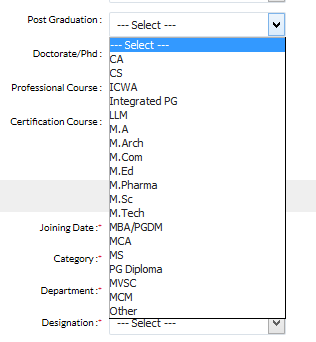 Post Graduation :
--- Select ---
--- Select ---
CA
CS
ICWA
Integrated PG
LLM
M.A
M.Arch
M.Com
M.Ed
M.Pharma
M.Sc
M.Tech
MBA/PGDM
MCA
MS
PG Diploma
MVSC
MCM
Other
Doctorate/Phd :
Professional Course :
Certification Course :
Joining Date :*
Category :*
Department :*
Designation :*
--- Select ---